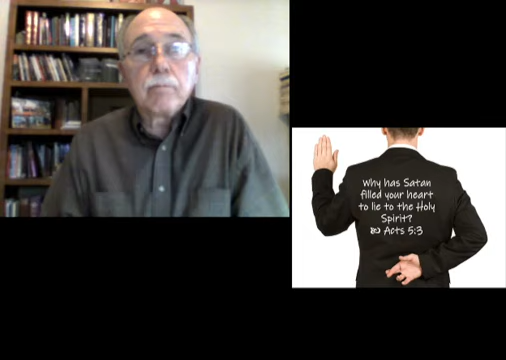 Why has Satan
filled your heart
to lie to the Holy
Spirit?
Acts 5:3